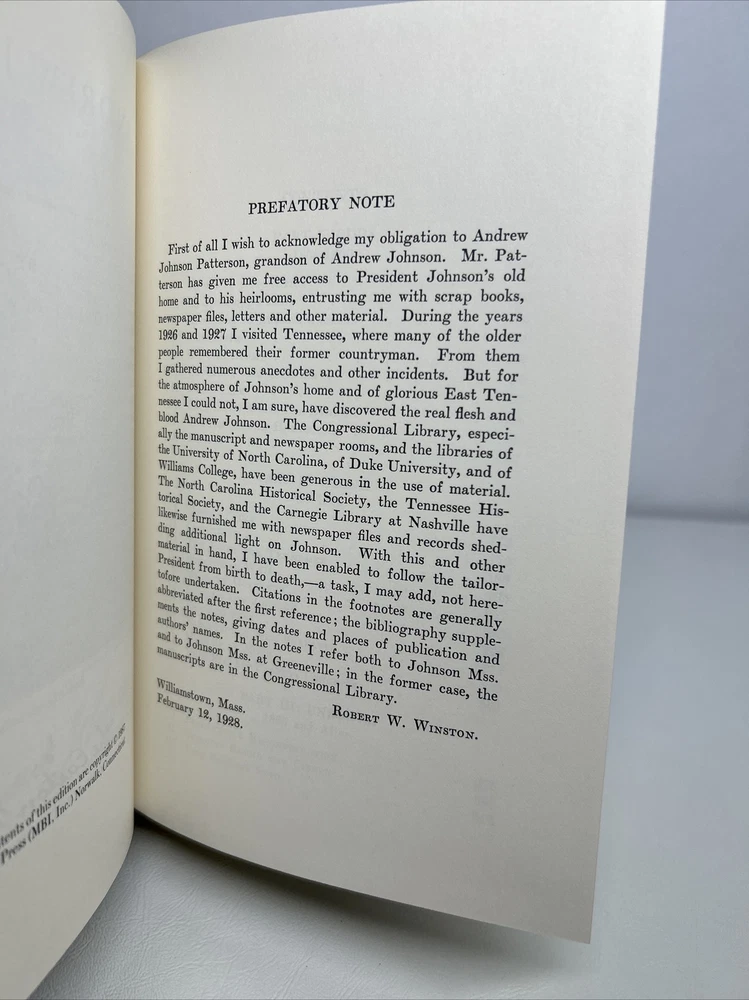 tents of this edition are copyright © 1987
Press (MBI, Inc.) Norwalk, Connecticut
PREFATORY NOTE
First of all I wish to acknowledge my obligation to Andrew
Johnson Patterson, grandson of Andrew Johnson. Mr. Pat-
terson has given me free access to President Johnson's old
home and to his heirlooms, entrusting me with scrap books,
newspaper files, letters and other material. During the years
1926 and 1927 I visited Tennessee, where many of the older
people remembered their former countryman. From them
I gathered numerous anecdotes and other incidents. But for
the atmosphere of Johnson's home and of glorious East Ten-
nessee I could not, I am sure, have discovered the real flesh and
blood Andrew Johnson. The Congressional Library, especi-
ally the manuscript and newspaper rooms, and the libraries of
the University of North Carolina, of Duke University, and of
Williams College, have been generous in the use of material.
The North Carolina Historical Society, the Tennessee His-
torical Society, and the Carnegie Library at Nashville have
likewise furnished me with newspaper files and records shed-
ding additional light on Johnson. With this and other
material in hand, I have been enabled to follow the tailor-
President from birth to death,—a task, I may add, not here-
tofore undertaken. Citations in the footnotes are generally
abbreviated after the first reference; the bibliography supple-
ments the notes, giving dates and places of publication and
authors' names. In the notes I refer both to Johnson Mss.
and to Johnson Mss. at Greeneville; in the former case, the
manuscripts are in the Congressional Library.
ROBERT W. WINSTON.
Williamstown, Mass.
February 12, 1928.